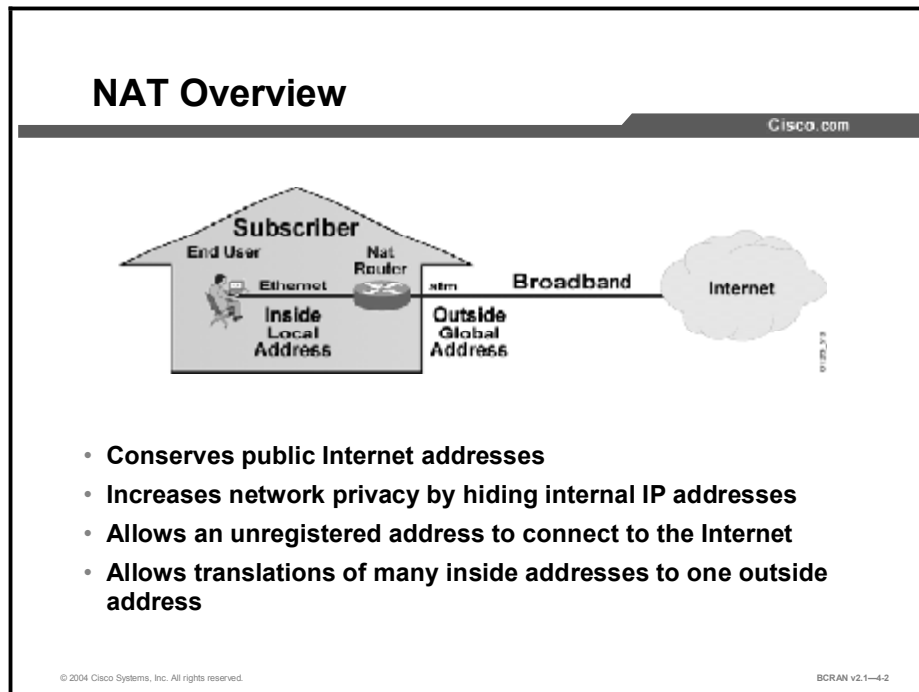 NAT Overview
Cisco.com
Subscriber
End User
Nat
Router
Ethernet
atm
Broadband
Internet
Inside
Local
Address
Outside
Global
Address
• Conserves public Internet addresses
• Increases network privacy by hiding internal IP addresses
• Allows an unregistered address to connect to the Internet
• Allows translations of many inside addresses to one outside
address
© 2004 Cisco Systems, Inc. All rights reserved.
BCRAN v2.1—4-2